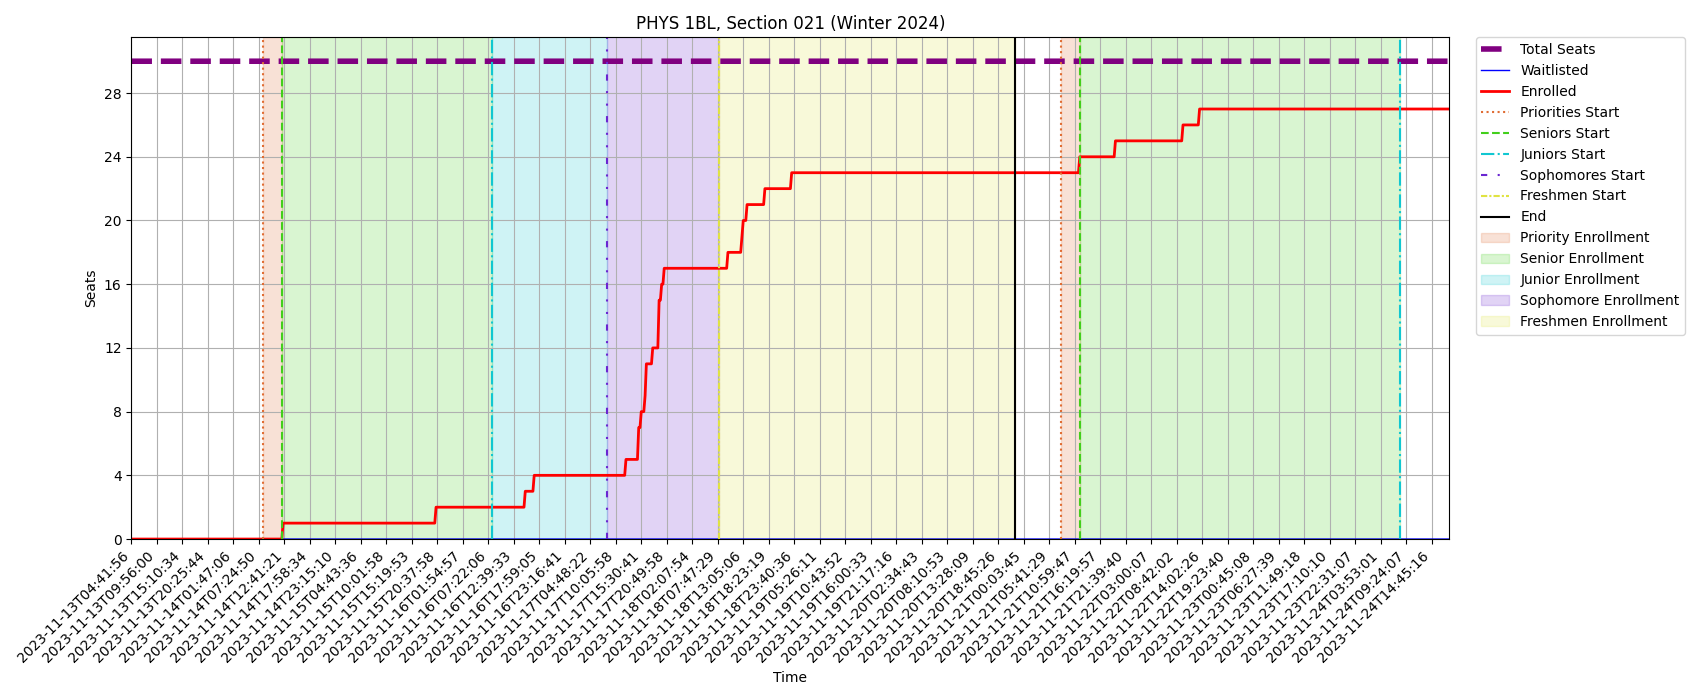 PHYS 1BL, Section 021 (Winter 2024)
Total Seats
Waitlisted
Enrolled
Priorities Start
Seniors Start
Juniors Start
Sophomores Start
Freshmen Start
End
Priority Enrollment
Senior Enrollment
Junior Enrollment
Sophomore Enrollment
Freshmen Enrollment
Seats
28
24
20
16
12
8
4
0
2023-11-13T04:41:56
2023-11-13T09:56:00
2023-11-13T15:10:34
2023-11-13T20:25:44
2023-11-14T01:47:06
2023-11-14T07:24:50
2023-11-14T12:41:21
2023-11-14T17:58:34
2023-11-14T23:15:10
2023-11-15T04:43:36
2023-11-15T10:01:58
2023-11-15T15:19:53
2023-11-15T20:37:58
2023-11-16T01:54:57
2023-11-16T07:22:06
2023-11-16T12:39:33
2023-11-16T17:59:05
2023-11-16T23:16:41
2023-11-17T04:48:22
2023-11-17T10:05:58
2023-11-17T15:30:41
2023-11-17T20:49:58
2023-11-18T02:07:54
2023-11-18T07:47:29
2023-11-18T13:05:06
2023-11-18T18:23:19
2023-11-18T23:40:36
2023-11-19T05:26:11
2023-11-19T10:43:52
2023-11-19T16:00:33
2023-11-19T21:17:16
2023-11-20T02:34:43
2023-11-20T08:10:53
2023-11-20T13:28:09
2023-11-20T18:45:26
2023-11-21T00:03:45
2023-11-21T05:41:29
2023-11-21T10:59:47
2023-11-21T16:19:57
2023-11-21T21:39:40
2023-11-22T03:00:07
2023-11-22T08:42:02
2023-11-22T14:02:26
2023-11-22T19:23:40
2023-11-23T00:45:08
2023-11-23T06:27:39
2023-11-23T11:49:18
2023-11-23T17:10:10
2023-11-23T22:31:07
2023-11-24T03:53:01
2023-11-24T09:24:07
2023-11-24T14:45:16
Time